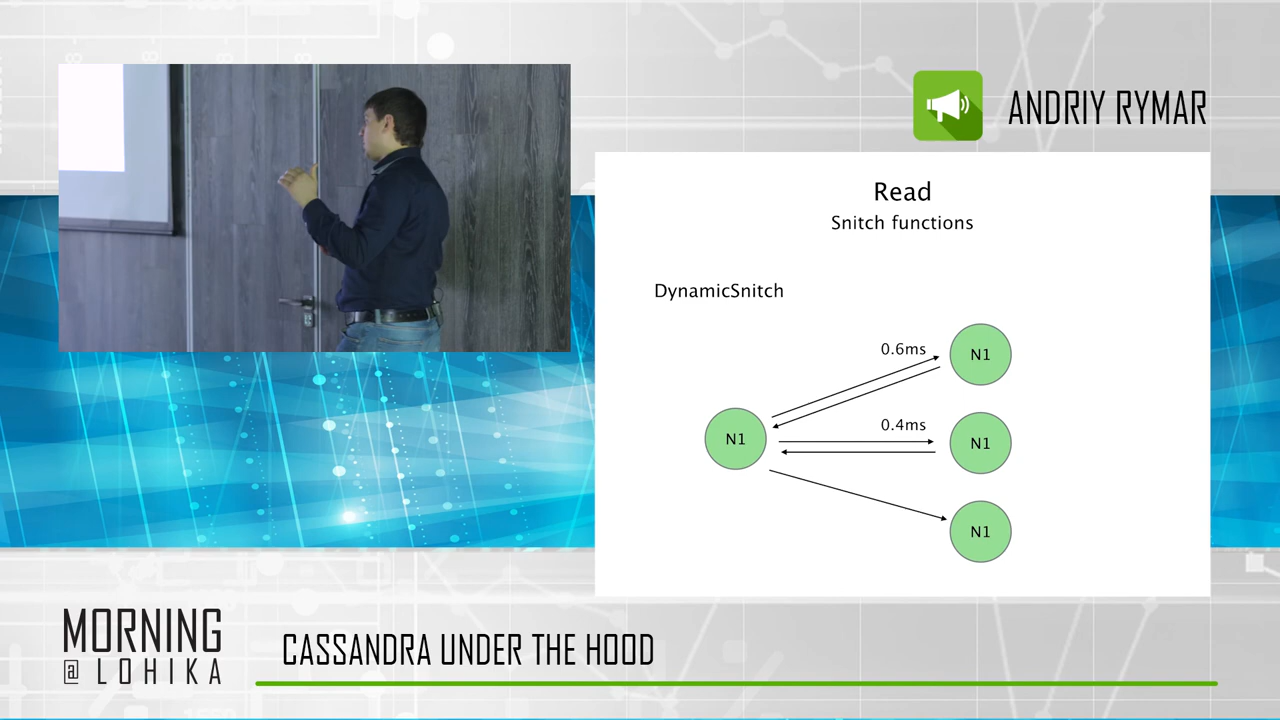 ANDRIY RYMAR
Read
Snitch functions
DynamicSnitch
0.6ms
N1
0.4ms
N1
N1
N1
MORNING
@ LOHIKA
CASSANDRA UNDER THE HOOD